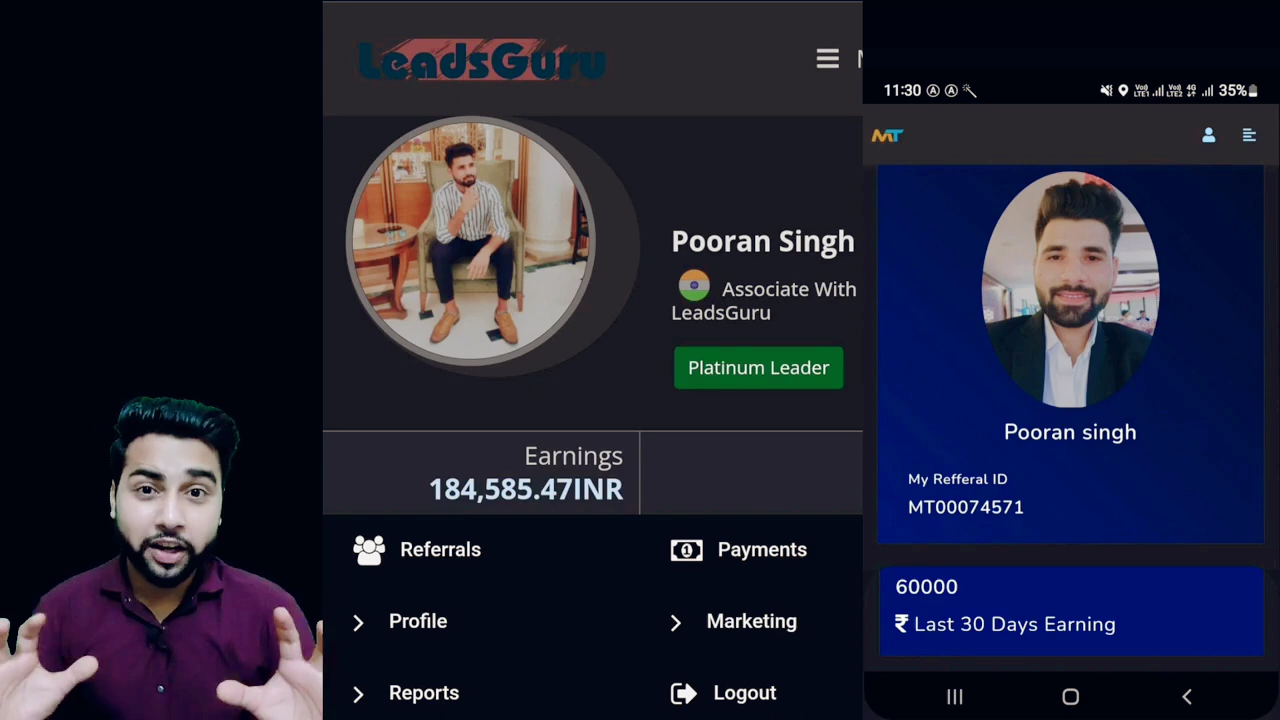 LeadsGuru
Pooran Singh
Associate With
LeadsGuru
Platinum Leader
Earnings
184,585.47INR
Referrals
Payments
Profile
Marketing
Reports
Logout
11:30
35%
MT
Pooran singh
My Refferal ID
MT00074571
60000
₹ Last 30 Days Earning